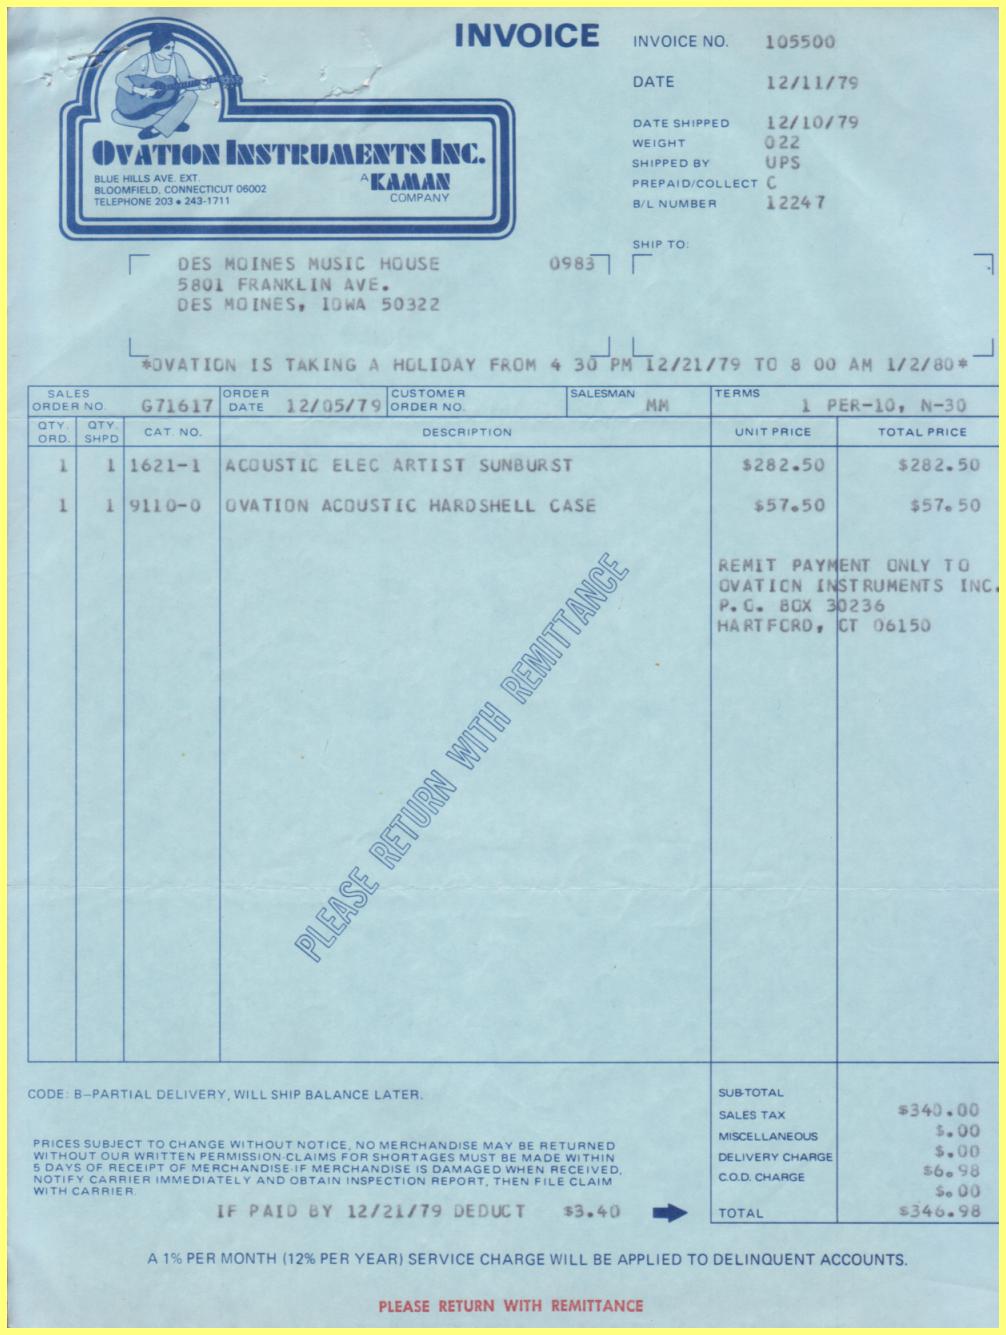 INVOICE
INVOICE NO. 105500
DATE 12/11/79
DATE SHIPPED 12/10/79
WEIGHT 022
SHIPPED BY UPS
PREPAID/COLLECT C
B/L NUMBER 12247
OVATION INSTRUMENTS INC.
BLUE HILLS AVE. EXT.
BLOOMFIELD, CONNECTICUT 06002
TELEPHONE 203 • 243-1711
A KAMAN
COMPANY
SHIP TO:
DES MOINES MUSIC HOUSE 0983
5801 FRANKLIN AVE.
DES MOINES, IOWA 50322
*OVATION IS TAKING A HOLIDAY FROM 4 30 PM 12/21/79 TO 8 00 AM 1/2/80*
SALES ORDER NO. G71617 ORDER DATE 12/05/79 CUSTOMER ORDER NO. SALESMAN MM TERMS 1 PER-10, N-30
QTY. ORD. QTY. SHPD CAT. NO. DESCRIPTION UNIT PRICE TOTAL PRICE
1 1 1621-1 ACOUSTIC ELEC ARTIST SUNBURST $282.50 $282.50
1 1 9110-0 OVATION ACOUSTIC HARDSHELL CASE $57.50 $57.50
REMIT PAYMENT ONLY TO
OVATION INSTRUMENTS INC.
P.O. BOX 30236
HARTFORD, CT 06150
PLEASE RETURN WITH REMITTANCE
CODE: B–PARTIAL DELIVERY, WILL SHIP BALANCE LATER.
SUB-TOTAL $340.00
SALES TAX $.00
MISCELLANEOUS $.00
DELIVERY CHARGE $6.98
C.O.D. CHARGE $.00
PRICES SUBJECT TO CHANGE WITHOUT NOTICE, NO MERCHANDISE MAY BE RETURNED
WITHOUT OUR WRITTEN PERMISSION-CLAIMS FOR SHORTAGES MUST BE MADE WITHIN
5 DAYS OF RECEIPT OF MERCHANDISE-IF MERCHANDISE IS DAMAGED WHEN RECEIVED,
NOTIFY CARRIER IMMEDIATELY AND OBTAIN INSPECTION REPORT, THEN FILE CLAIM
WITH CARRIER.
IF PAID BY 12/21/79 DEDUCT $3.40 TOTAL $346.98
A 1% PER MONTH (12% PER YEAR) SERVICE CHARGE WILL BE APPLIED TO DELINQUENT ACCOUNTS.
PLEASE RETURN WITH REMITTANCE